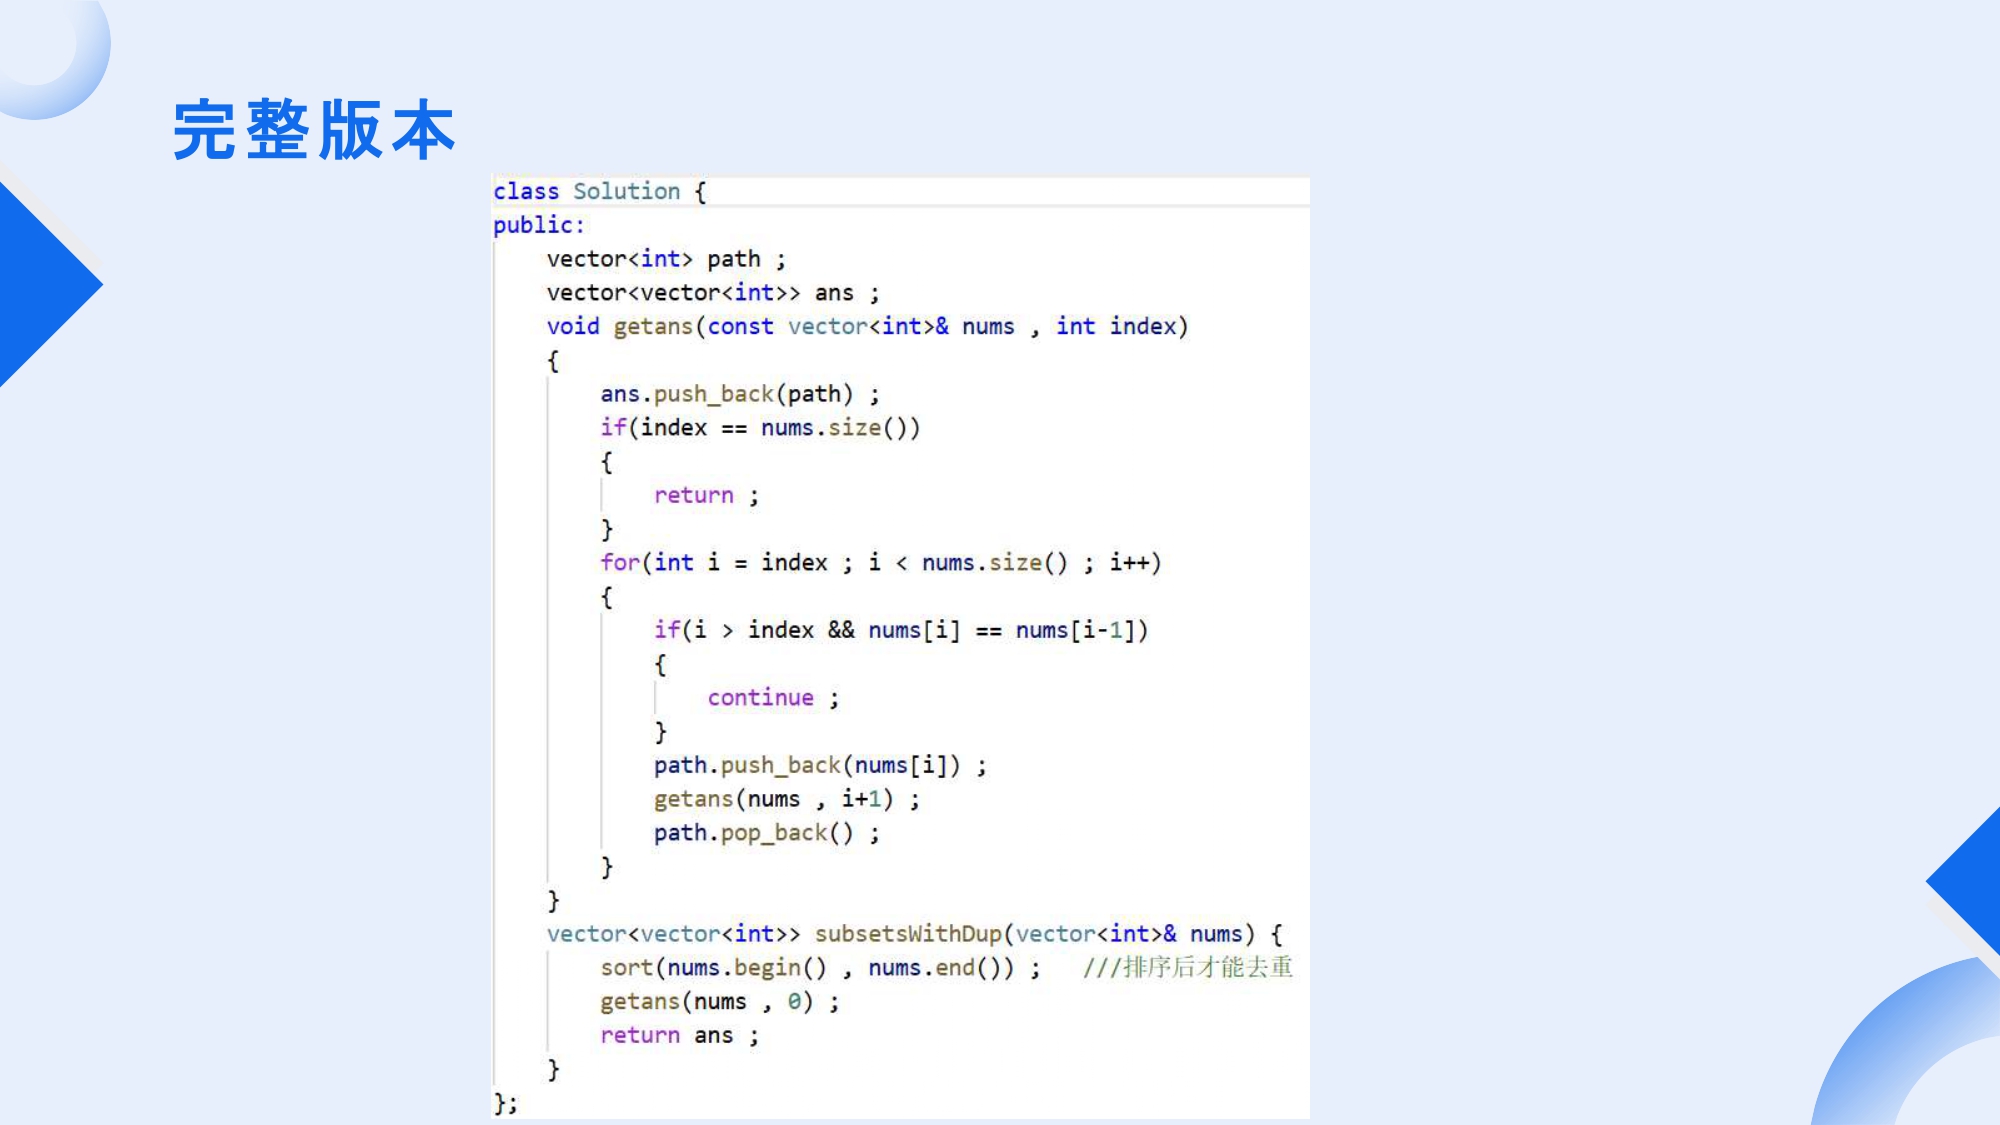 完整版本
class Solution {
public:
    vector<int> path ;
    vector<vector<int>> ans ;
    void getans(const vector<int>& nums , int index)
    {
        ans.push_back(path) ;
        if(index == nums.size())
        {
            return ;
        }
        for(int i = index ; i < nums.size() ; i++)
        {
            if(i > index && nums[i] == nums[i-1])
            {
                continue ;
            }
            path.push_back(nums[i]) ;
            getans(nums , i+1) ;
            path.pop_back() ;
        }
    }
    vector<vector<int>> subsetsWithDup(vector<int>& nums) {
        sort(nums.begin() , nums.end()) ;   ///排序后才能去重
        getans(nums , 0) ;
        return ans ;
    }
};